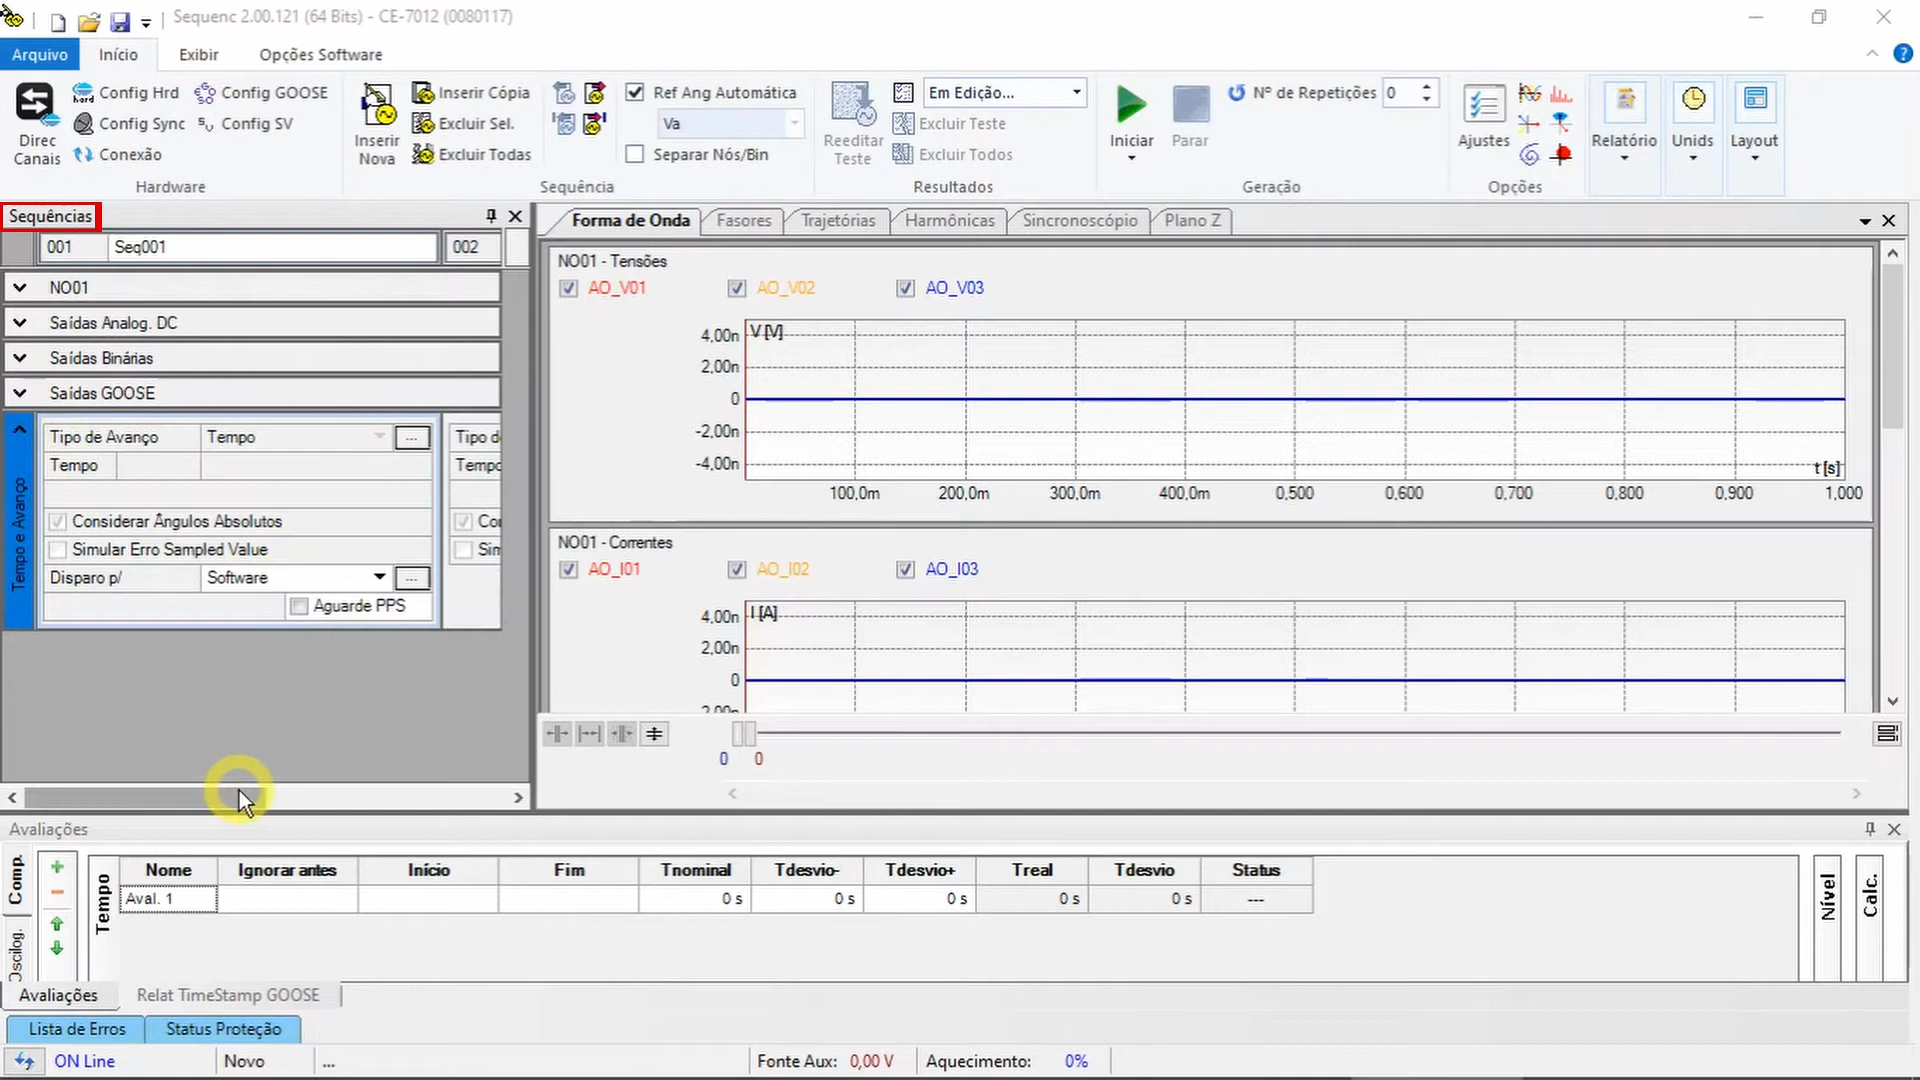 Sequenc 2.00.121 (64 Bits) - CE-7012 (0080117)
Arquivo Início Exibir Opções Software
Direc Canais
Config Hrd
Config GOOSE
Config Sync
Config SV
Conexão
Hardware
Inserir Nova
Inserir Cópia
Excluir Sel.
Excluir Todas
Ref Ang Automática
Va
Separar Nós/Bin
Sequência
Reeditar Teste
Em Edição...
Excluir Teste
Excluir Todos
Resultados
Iniciar
Parar
Nº de Repetições 0
Geração
Ajustes
Opções
Relatório
Unids
Layout
Sequências
001 Seq001 002
NO01
Saídas Analog. DC
Saídas Binárias
Saídas GOOSE
Tempo e Avanço
Tipo de Avanço Tempo ...
Tempo
Considerar Ângulos Absolutos
Simular Erro Sampled Value
Disparo p/ Software ...
Aguarde PPS
Tipo d
Tempo
Co
Sim
Forma de Onda Fasores Trajetórias Harmônicas Sincroscópio Plano Z
NO01 - Tensões
AO_V01 AO_V02 AO_V03
V [V]
4,00n
2,00n
0
-2,00n
-4,00n
t [s]
100,0m 200,0m 300,0m 400,0m 0,500 0,600 0,700 0,800 0,900 1,000
NO01 - Correntes
AO_I01 AO_I02 AO_I03
I [A]
4,00n
2,00n
0
0 0
Avaliações
Comp.
Oscilog.
Tempo
Nome Ignorar antes Início Fim Tnominal Tdesvio- Tdesvio+ Treal Tdesvio Status
Aval. 1 0 s 0 s 0 s 0 s 0 s ---
Nível
Calc.
Avaliações Relat TimeStamp GOOSE
Lista de Erros Status Proteção
ON Line Novo ... Fonte Aux: 0,00 V Aquecimento: 0%